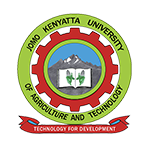 JOMO KENYATTA UNIVERSITY
OF AGRICULTURE AND TECHNOLOGY
TECHNOLOGY FOR DEVELOPMENT